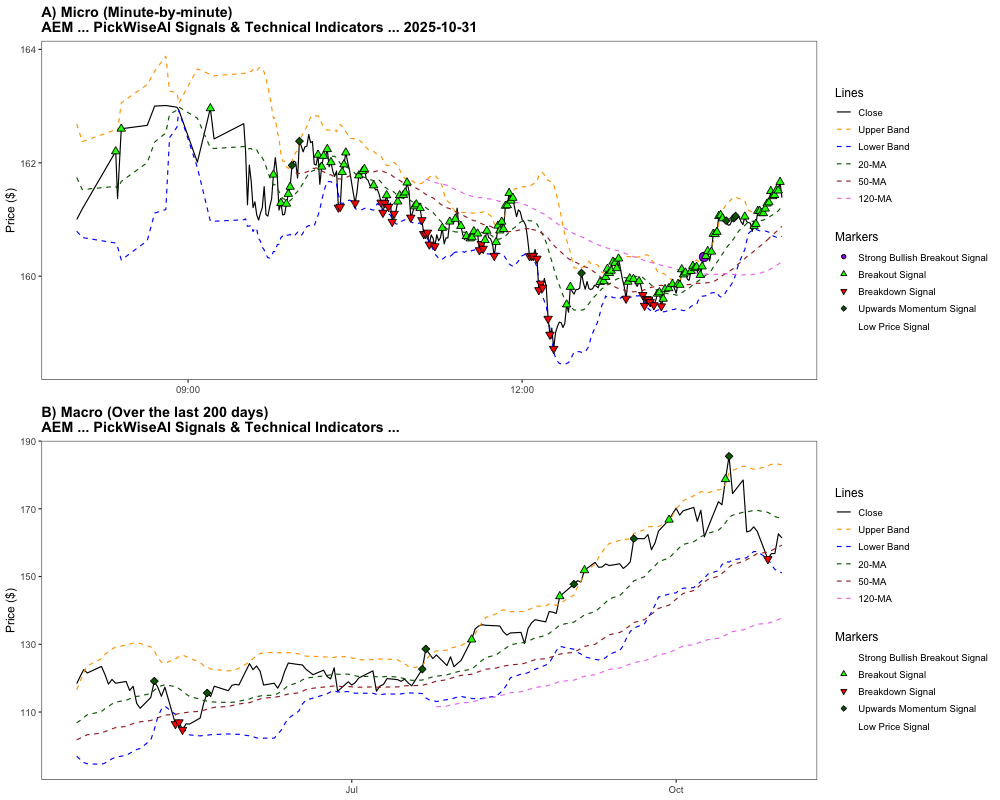 A) Micro (Minute-by-minute)
AEM ... PickWiseAI Signals & Technical Indicators ... 2025-10-31
164
162
160
Price ($)
09:00
12:00
Lines
Close
Upper Band
Lower Band
20-MA
50-MA
120-MA
Markers
Strong Bullish Breakout Signal
Breakout Signal
Breakdown Signal
Upwards Momentum Signal
Low Price Signal
B) Macro (Over the last 200 days)
AEM ... PickWiseAI Signals & Technical Indicators ...
190
170
150
130
110
Price ($)
Jul
Oct
Lines
Close
Upper Band
Lower Band
20-MA
50-MA
120-MA
Markers
Strong Bullish Breakout Signal
Breakout Signal
Breakdown Signal
Upwards Momentum Signal
Low Price Signal